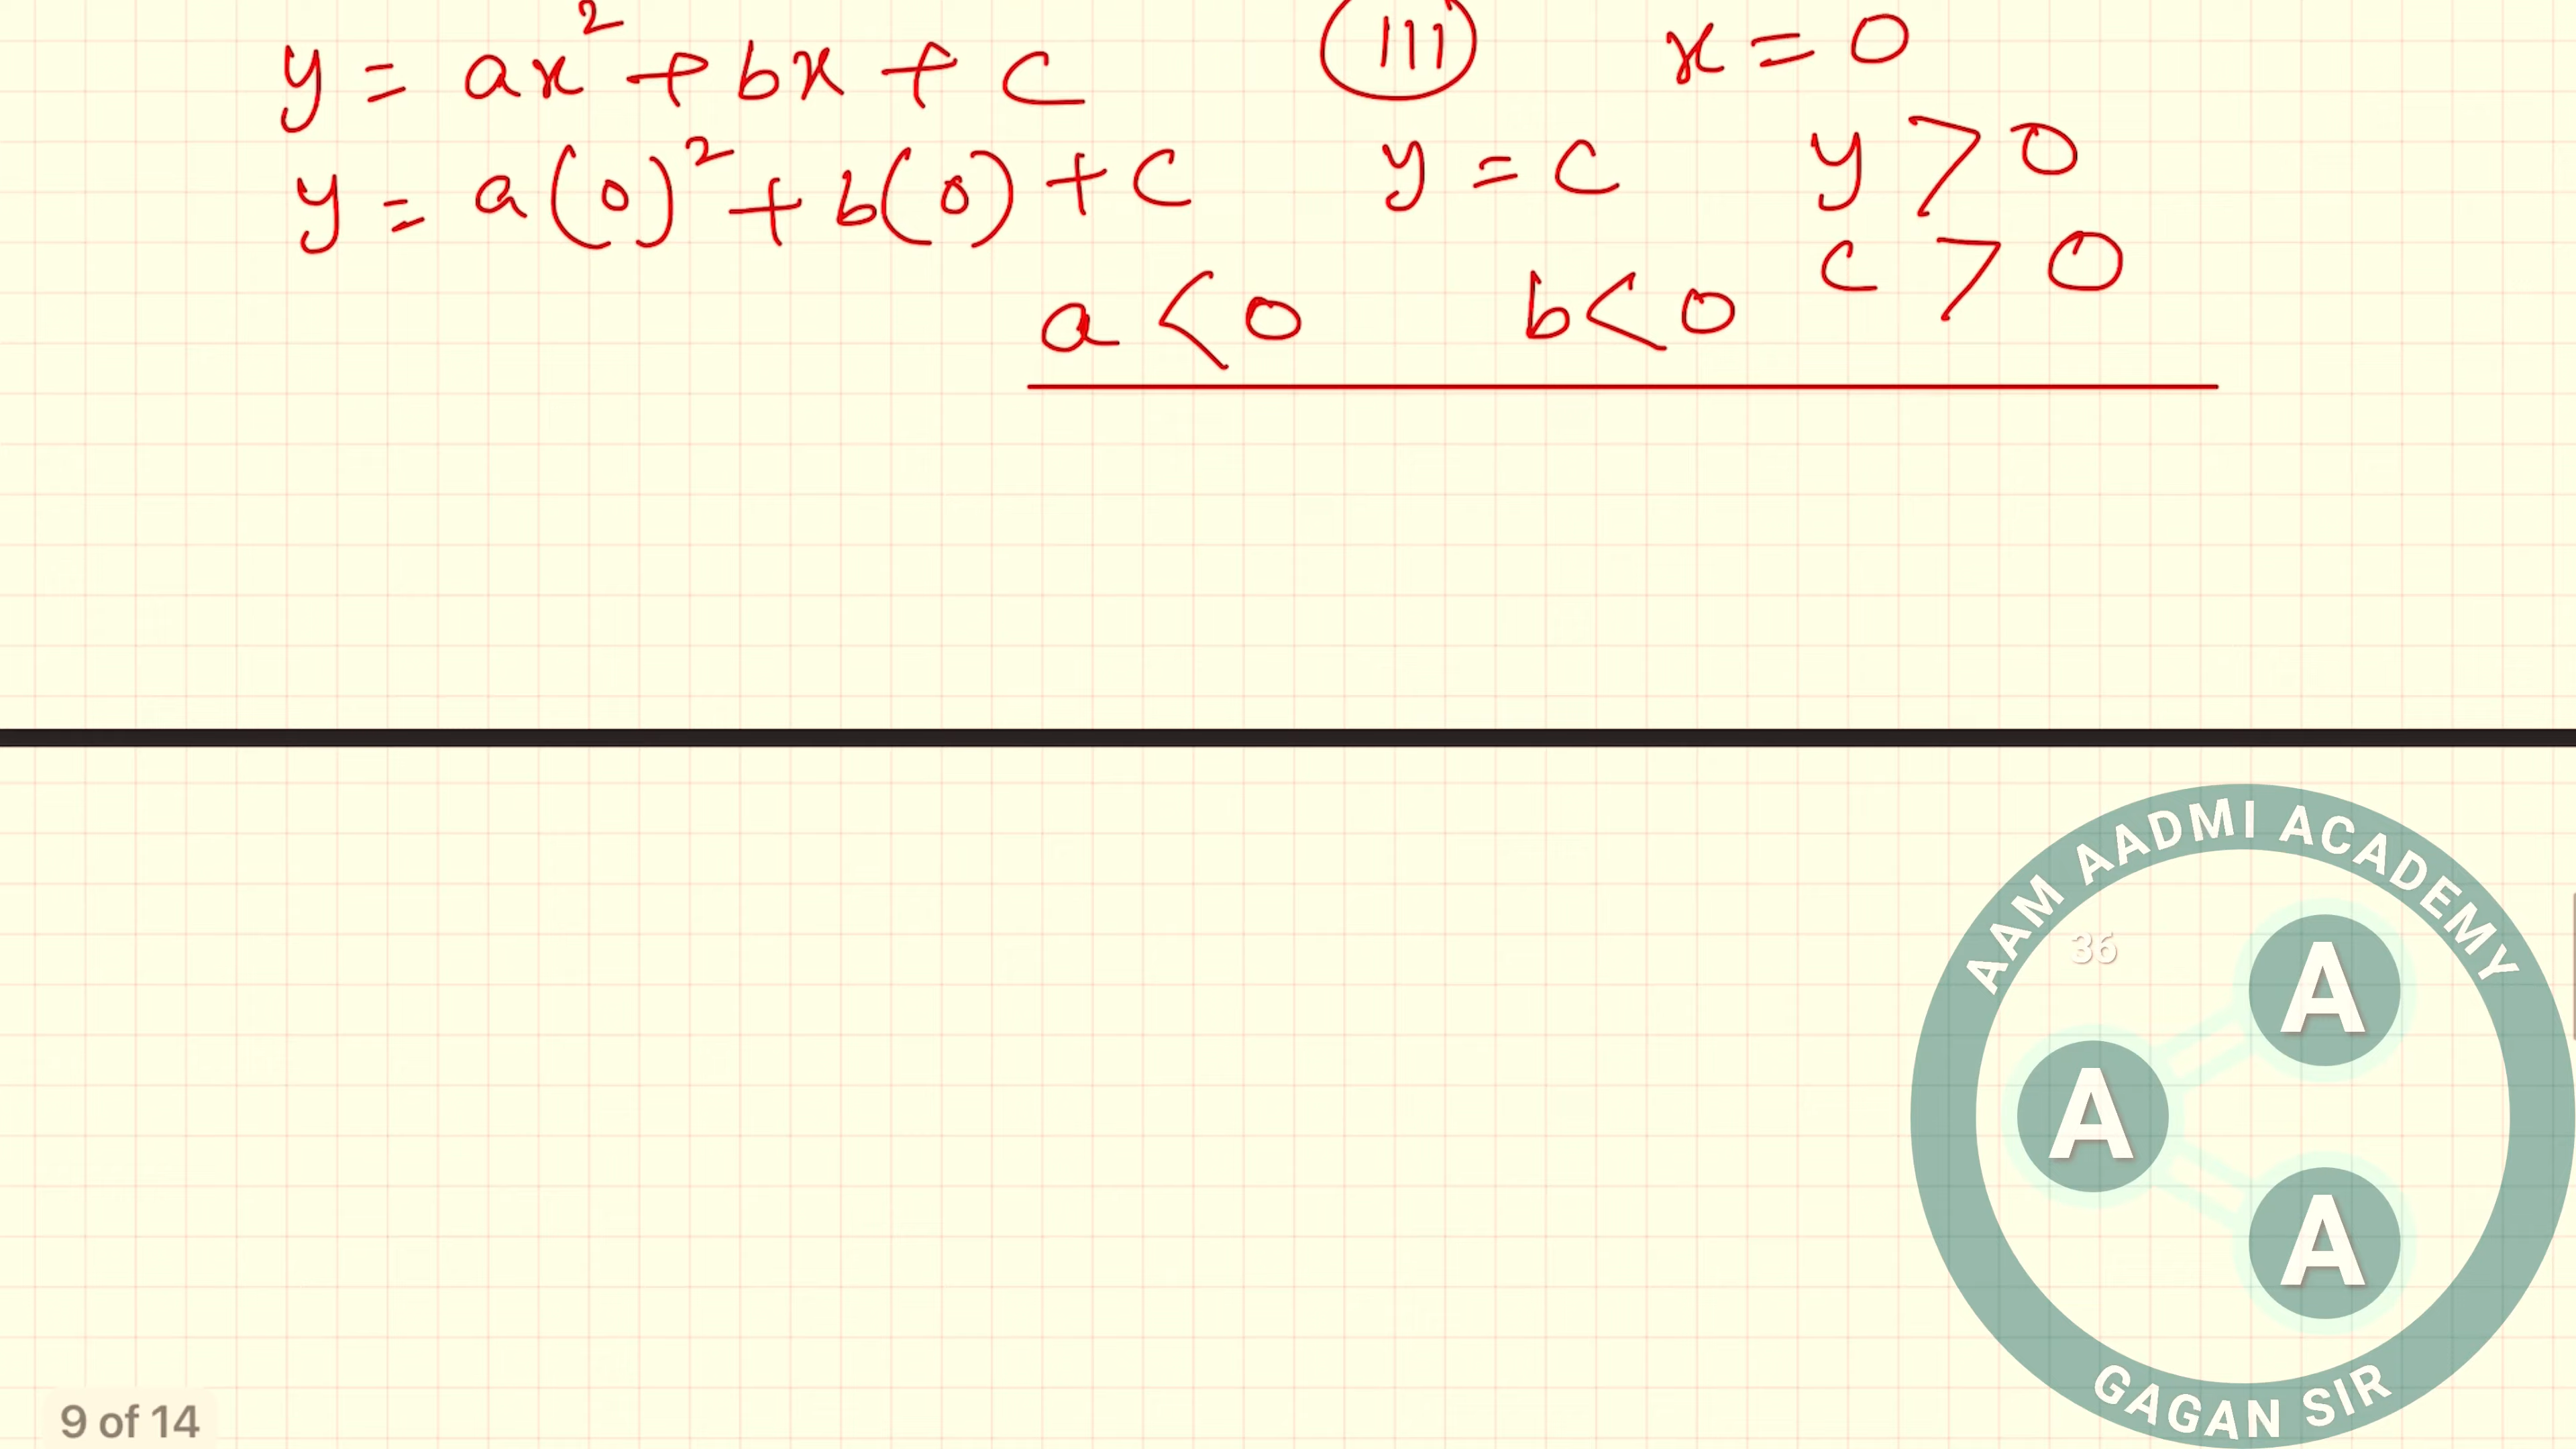 y = ax² + bx + c (III) x = 0
y = a(0)² + b(0) + c y = c y > 0
c > 0
a < 0 b < 0
AAM AADMI ACADEMY
36
A
A
A
GAGAN SIR
9 of 14